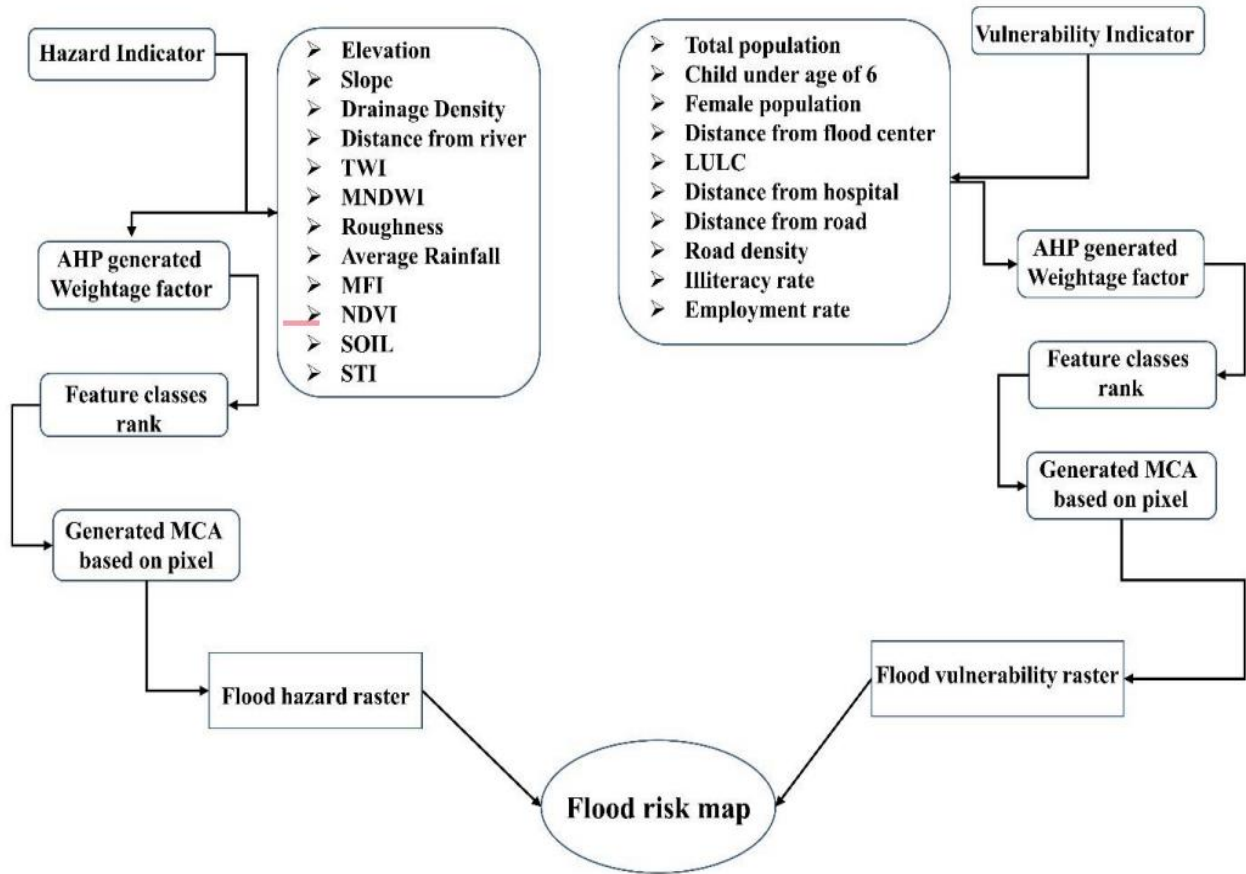 Hazard Indicator
Elevation
Slope
Drainage Density
Distance from river
TWI
MNDWI
Roughness
Average Rainfall
MFI
NDVI
SOIL
STI
AHP generated
Weightage factor
Feature classes
rank
Generated MCA
based on pixel
Flood hazard raster
Vulnerability Indicator
Total population
Child under age of 6
Female population
Distance from flood center
LULC
Distance from hospital
Distance from road
Road density
Illiteracy rate
Employment rate
AHP generated
Weightage factor
Feature classes
rank
Generated MCA
based on pixel
Flood vulnerability raster
Flood risk map